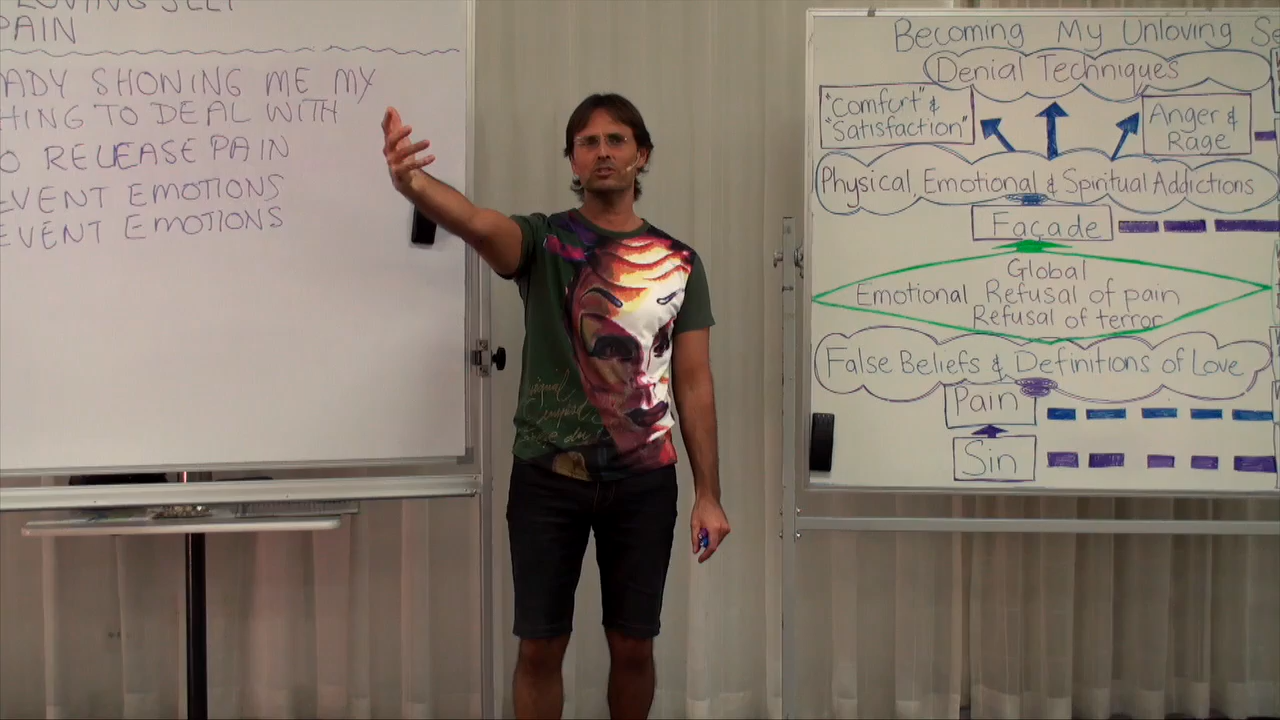 LOVING SELF
PAIN
ADY SHOWING ME MY
HING TO DEAL WITH
O RELEASE PAIN
EVENT EMOTIONS
EVENT EMOTIONS
Becoming My Unloving Se
Denial Techniques
"Comfort" &
"Satisfaction"
Anger &
Rage
Physical, Emotional & Spiritual Addictions
Façade
Global
Emotional Refusal of pain
Refusal of terror
False Beliefs & Definitions of Love
Pain
Sin